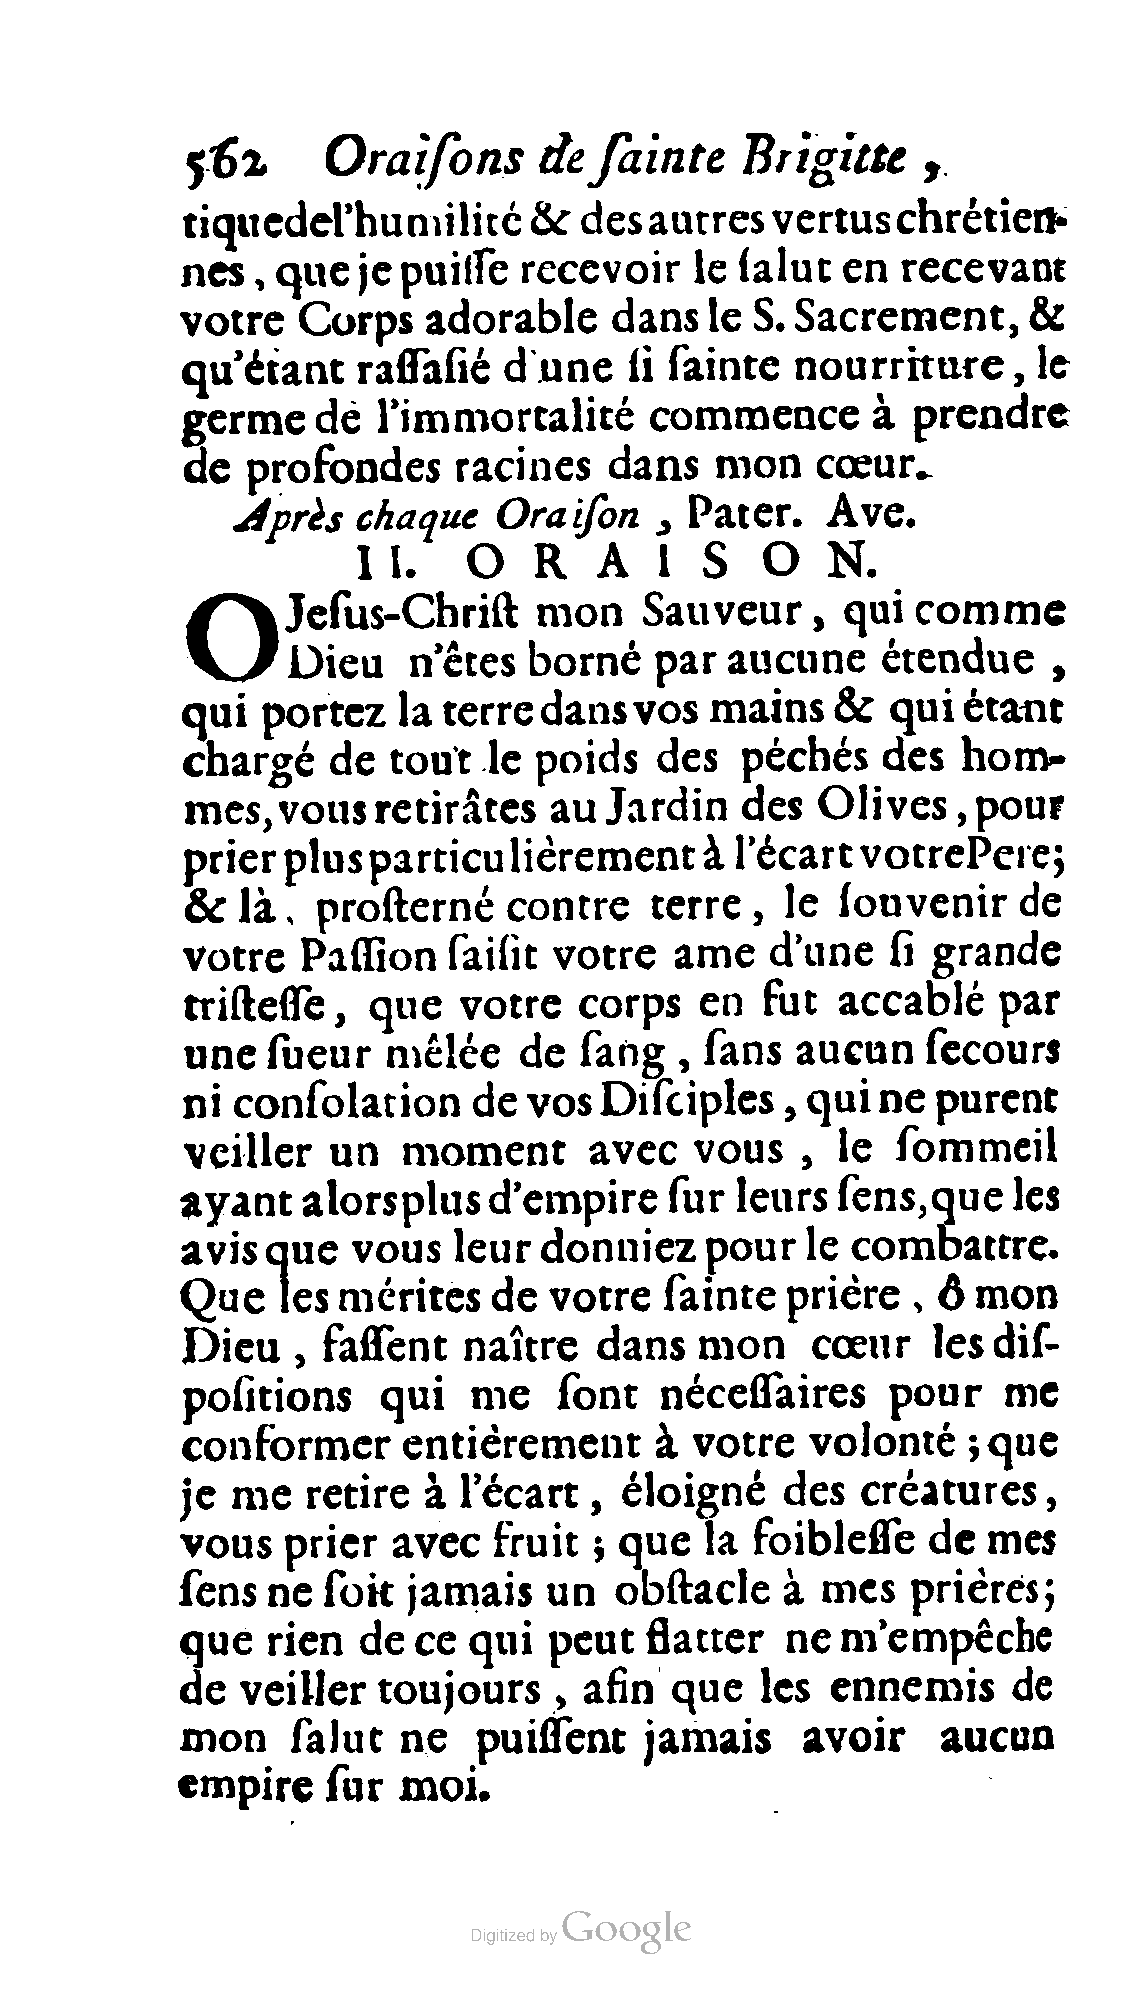 562 Oraiſons de ſainte Brigitte ,
tique de l'humilité & des autres vertus chrétien-
nes , que je puiſſe recevoir le ſalut en recevant
votre Corps adorable dans le S. Sacrement, &
qu'étant raſſaſié d'une ſi ſainte nourriture , le
germe de l'immortalité commence à prendre
de profondes racines dans mon cœur.
Après chaque Oraiſon , Pater. Ave.
II. ORAISON.
O Jeſus-Chriſt mon Sauveur , qui comme
Dieu n'êtes borné par aucune étendue ,
qui portez la terre dans vos mains & qui étant
chargé de tout le poids des péchés des hom-
mes, vous retirâtes au Jardin des Olives , pour
prier plus particulièrement à l'écart votre Pere;
& là , proſterné contre terre , le ſouvenir de
votre Paſſion ſaiſit votre ame d'une ſi grande
triſteſſe , que votre corps en fut accablé par
une ſueur mêlée de ſang , ſans aucun ſecours
ni conſolation de vos Diſciples , qui ne purent
veiller un moment avec vous , le ſommeil
ayant alors plus d'empire ſur leurs ſens, que les
avis que vous leur donniez pour le combattre.
Que les mérites de votre ſainte prière , ô mon
Dieu , faſſent naître dans mon cœur les diſ-
poſitions qui me ſont néceſſaires pour me
conformer entièrement à votre volonté ; que
je me retire à l'écart , éloigné des créatures ,
vous prier avec fruit ; que la foibleſſe de mes
ſens ne ſoit jamais un obſtacle à mes prières;
que rien de ce qui peut flatter ne m'empêche
de veiller toujours , afin que les ennemis de
mon ſalut ne puiſſent jamais avoir aucun
empire ſur moi.
Digitized by Google